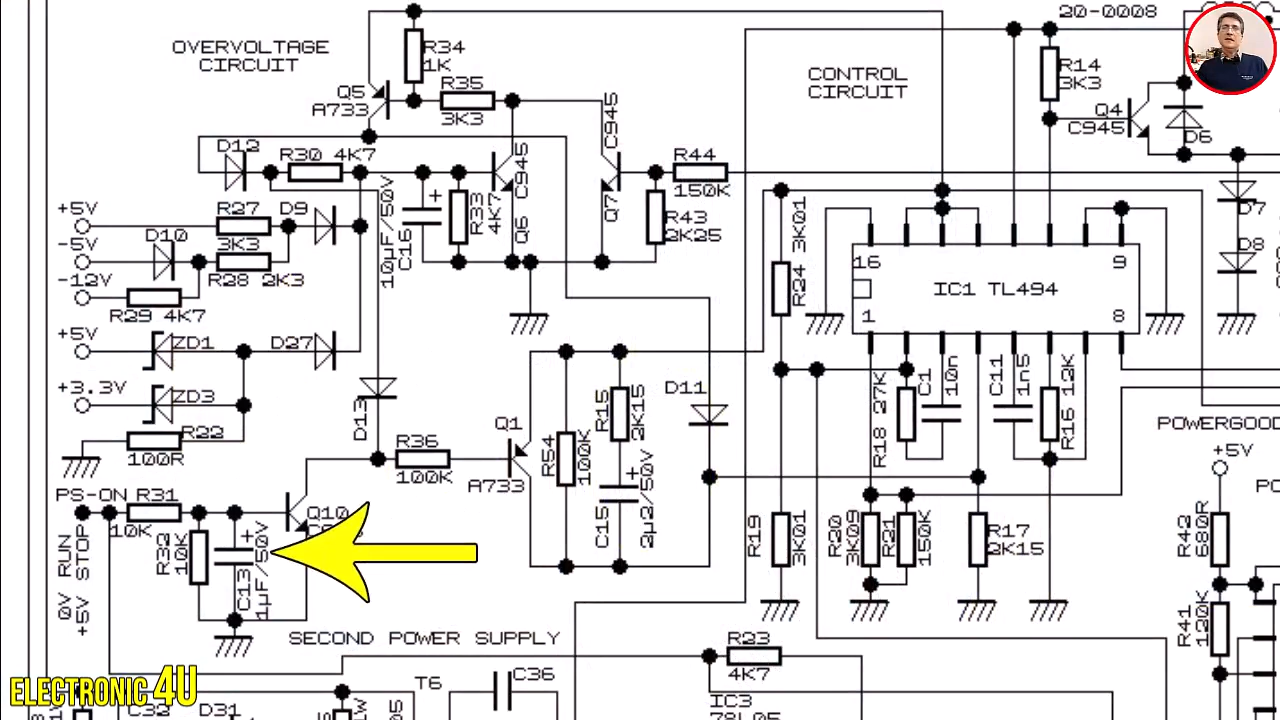 20-0008
OVERVOLTAGE
CIRCUIT
R34
1K
CONTROL
CIRCUIT
R14
3K3
Q5
A733
R35
3K3
C945
Q4
C945
D6
D12
R30 4K7
C945
R44
150K
+5V
R27
3K3
D9
10µF/50V
C16
+
R33
4K7
Q6
Q7
R43
2K25
3K01
R24
D7
-5V
D10
R28 2K3
D8
-12V
R29 4K7
16
9
IC1 TL494
1
8
+5V
ZD1
D27
+3.3V
ZD3
D13
R22
100R
Q1
A733
R36
100K
R54
100K
R15
2K15
+
C15
2µ2/50V
D11
R18 27K
C1
10n
C11
1n5
R16 12K
POWERGOOD
+5V
PS-ON
R31
10K
Q10
0V RUN
+5V STOP
R32
10K
+
C13
1µF/50V
R19
3K01
R20
3K09
R21
150K
R17
2K15
R42
680R
R41
120K
SECOND POWER SUPPLY
R23
4K7
ELECTRONIC 4U
C32
D31
T6
C36
IC3
78L05